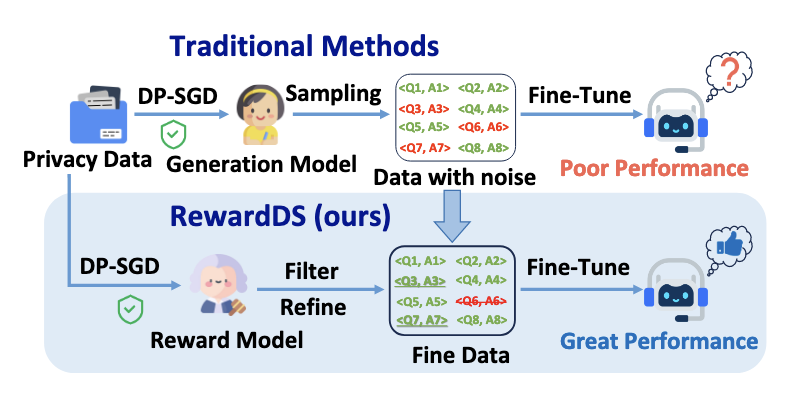 Traditional Methods
DP-SGD
Sampling
<Q1, A1> <Q2, A2>
<Q3, A3> <Q4, A4>
<Q5, A5> <Q6, A6>
<Q7, A7> <Q8, A8>
Fine-Tune
?
Privacy Data
Generation Model
Data with noise
Poor Performance
RewardDS (ours)
DP-SGD
Filter
Refine
<Q1, A1> <Q2, A2>
<Q3, A3> <Q4, A4>
<Q5, A5> <Q6, A6>
<Q7, A7> <Q8, A8>
Fine-Tune
Reward Model
Fine Data
Great Performance